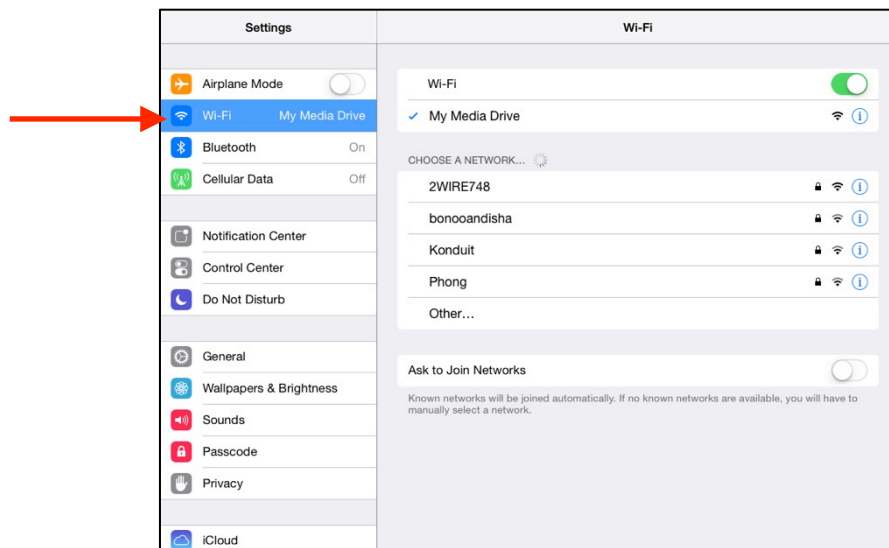 Settings
Airplane Mode
Wi-Fi My Media Drive
Bluetooth On
Cellular Data Off
Notification Center
Control Center
Do Not Disturb
General
Wallpapers & Brightness
Sounds
Passcode
Privacy
iCloud
Wi-Fi
Wi-Fi
My Media Drive
CHOOSE A NETWORK...
2WIRE748
bonooandisha
Konduit
Phong
Other...
Ask to Join Networks
Known networks will be joined automatically. If no known networks are available, you will have to
manually select a network.